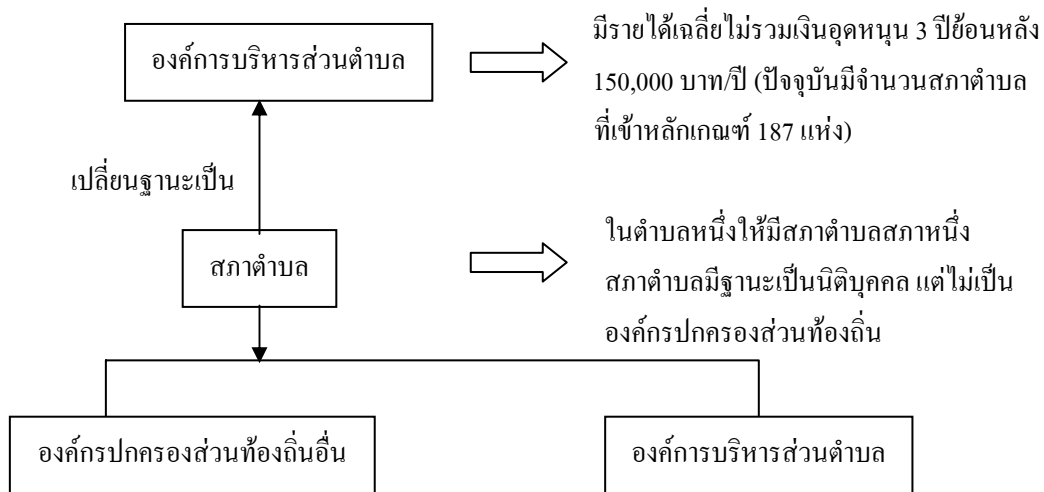 องค์การบริหารส่วนตำบล
มีรายได้เฉลี่ยไม่รวมเงินอุดหนุน 3 ปีย้อนหลัง
150,000 บาท/ปี (ปัจจุบันมีจำนวนสภาตำบล
ที่เข้าหลักเกณฑ์ 187 แห่ง)
เปลี่ยนฐานะเป็น
สภาตำบล
ในตำบลหนึ่งให้มีสภาตำบลสภาหนึ่ง
สภาตำบลมีฐานะเป็นนิติบุคคล แต่ไม่เป็น
องค์กรปกครองส่วนท้องถิ่น
องค์กรปกครองส่วนท้องถิ่นอื่น
องค์การบริหารส่วนตำบล